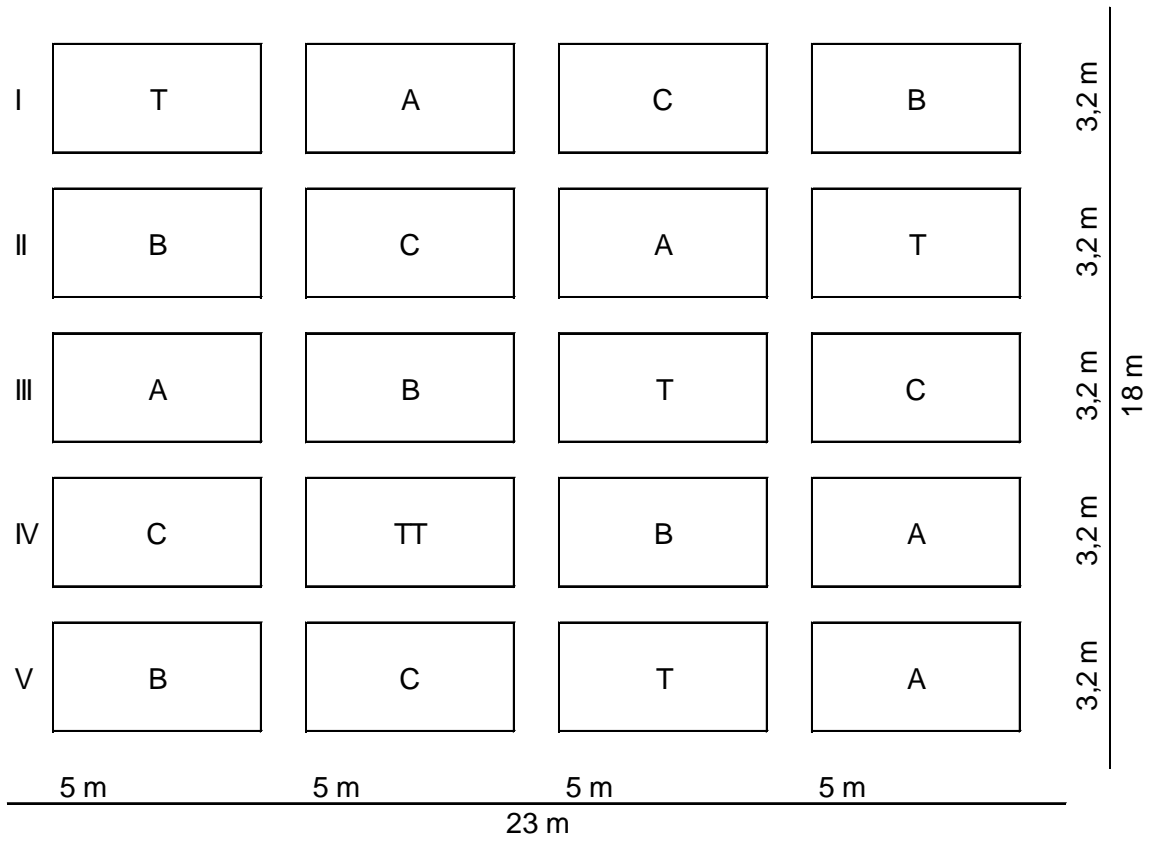 I T A C B 3,2 m
II B C A T 3,2 m
III A B T C 3,2 m
18 m
IV C TT B A 3,2 m
V B C T A 3,2 m
5 m 5 m 5 m 5 m
23 m